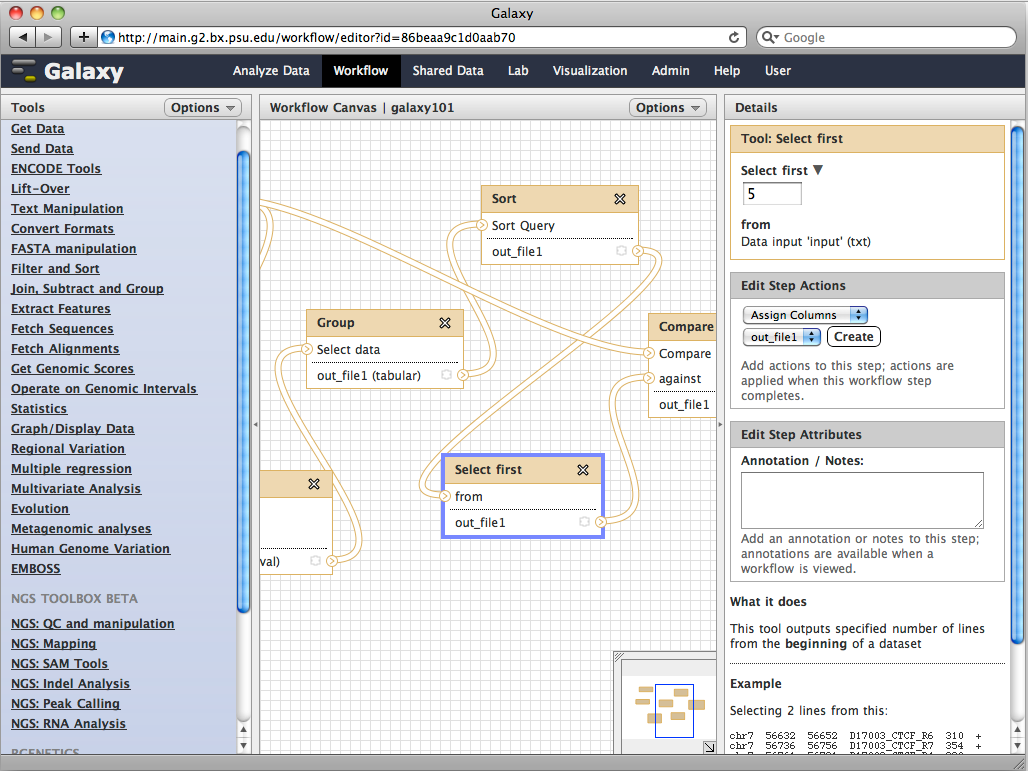 Galaxy
http://main.g2.bx.psu.edu/workflow/editor?id=86beaa9c1d0aab70
Google
Galaxy
Analyze Data Workflow Shared Data Lab Visualization Admin Help User
Tools
Options
Get Data
Send Data
ENCODE Tools
Lift-Over
Text Manipulation
Convert Formats
FASTA manipulation
Filter and Sort
Join, Subtract and Group
Extract Features
Fetch Sequences
Fetch Alignments
Get Genomic Scores
Operate on Genomic Intervals
Statistics
Graph/Display Data
Regional Variation
Multiple regression
Multivariate Analysis
Evolution
Metagenomic analyses
Human Genome Variation
EMBOSS
NGS TOOLBOX BETA
NGS: QC and manipulation
NGS: Mapping
NGS: SAM Tools
NGS: Indel Analysis
NGS: Peak Calling
NGS: RNA Analysis
RGENETICS
Workflow Canvas | galaxy101
Options
Sort
Sort Query
out_file1
Group
Select data
out_file1 (tabular)
Compare
Compare
against
out_file1
Select first
from
out_file1
val)
Details
Tool: Select first
Select first
5
from
Data input 'input' (txt)
Edit Step Actions
Assign Columns
out_file1
Create
Add actions to this step; actions are
applied when this workflow step
completes.
Edit Step Attributes
Annotation / Notes:
Add an annotation or notes to this step;
annotations are available when a
workflow is viewed.
What it does
This tool outputs specified number of lines
from the beginning of a dataset
Example
Selecting 2 lines from this:
chr7 56632 56652 D17003_CTCF_R6 310 +
chr7 56736 56756 D17003_CTCF_R7 354 +